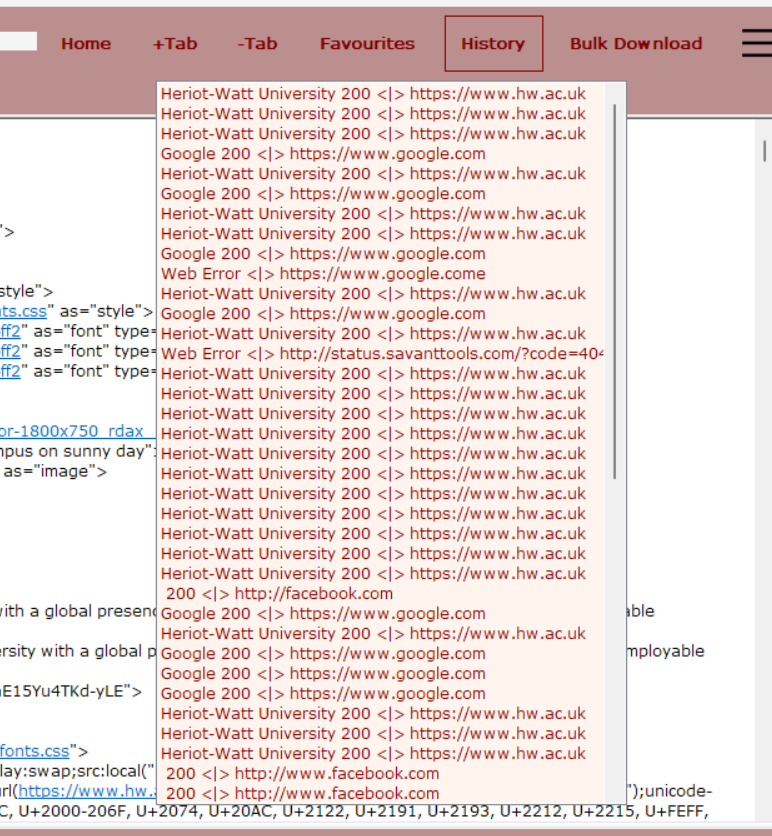 Home +Tab -Tab Favourites History Bulk Download
Heriot-Watt University 200 <|> https://www.hw.ac.uk
Heriot-Watt University 200 <|> https://www.hw.ac.uk
Heriot-Watt University 200 <|> https://www.hw.ac.uk
Google 200 <|> https://www.google.com
Heriot-Watt University 200 <|> https://www.hw.ac.uk
Google 200 <|> https://www.google.com
Heriot-Watt University 200 <|> https://www.hw.ac.uk
">
Heriot-Watt University 200 <|> https://www.hw.ac.uk
Google 200 <|> https://www.google.com
Web Error <|> https://www.google.come
style"> Heriot-Watt University 200 <|> https://www.hw.ac.uk
ts.css" as="style"> Google 200 <|> https://www.google.com
ff2" as="font" type= Heriot-Watt University 200 <|> https://www.hw.ac.uk
ff2" as="font" type= Web Error <|> http://status.savanttools.com/?code=404
ff2" as="font" type= Heriot-Watt University 200 <|> https://www.hw.ac.uk
Heriot-Watt University 200 <|> https://www.hw.ac.uk
Heriot-Watt University 200 <|> https://www.hw.ac.uk
or-1800x750_rdax_ Heriot-Watt University 200 <|> https://www.hw.ac.uk
mpus on sunny day" Heriot-Watt University 200 <|> https://www.hw.ac.uk
as="image"> Heriot-Watt University 200 <|> https://www.hw.ac.uk
Heriot-Watt University 200 <|> https://www.hw.ac.uk
Heriot-Watt University 200 <|> https://www.hw.ac.uk
Heriot-Watt University 200 <|> https://www.hw.ac.uk
Heriot-Watt University 200 <|> https://www.hw.ac.uk
Heriot-Watt University 200 <|> https://www.hw.ac.uk
200 <|> http://facebook.com
with a global presenc Google 200 <|> https://www.google.com able
Heriot-Watt University 200 <|> https://www.hw.ac.uk
ersity with a global p Google 200 <|> https://www.google.com mployable
Google 200 <|> https://www.google.com
nE15Yu4TKd-yLE"> Google 200 <|> https://www.google.com
Heriot-Watt University 200 <|> https://www.hw.ac.uk
Heriot-Watt University 200 <|> https://www.hw.ac.uk
fonts.css"> Heriot-Watt University 200 <|> https://www.hw.ac.uk
lay:swap;src:local(" 200 <|> http://www.facebook.com
url(https://www.hw. 200 <|> http://www.facebook.com ");unicode-
C, U+2000-206F, U+2074, U+20AC, U+2122, U+2191, U+2193, U+2212, U+2215, U+FEFF,